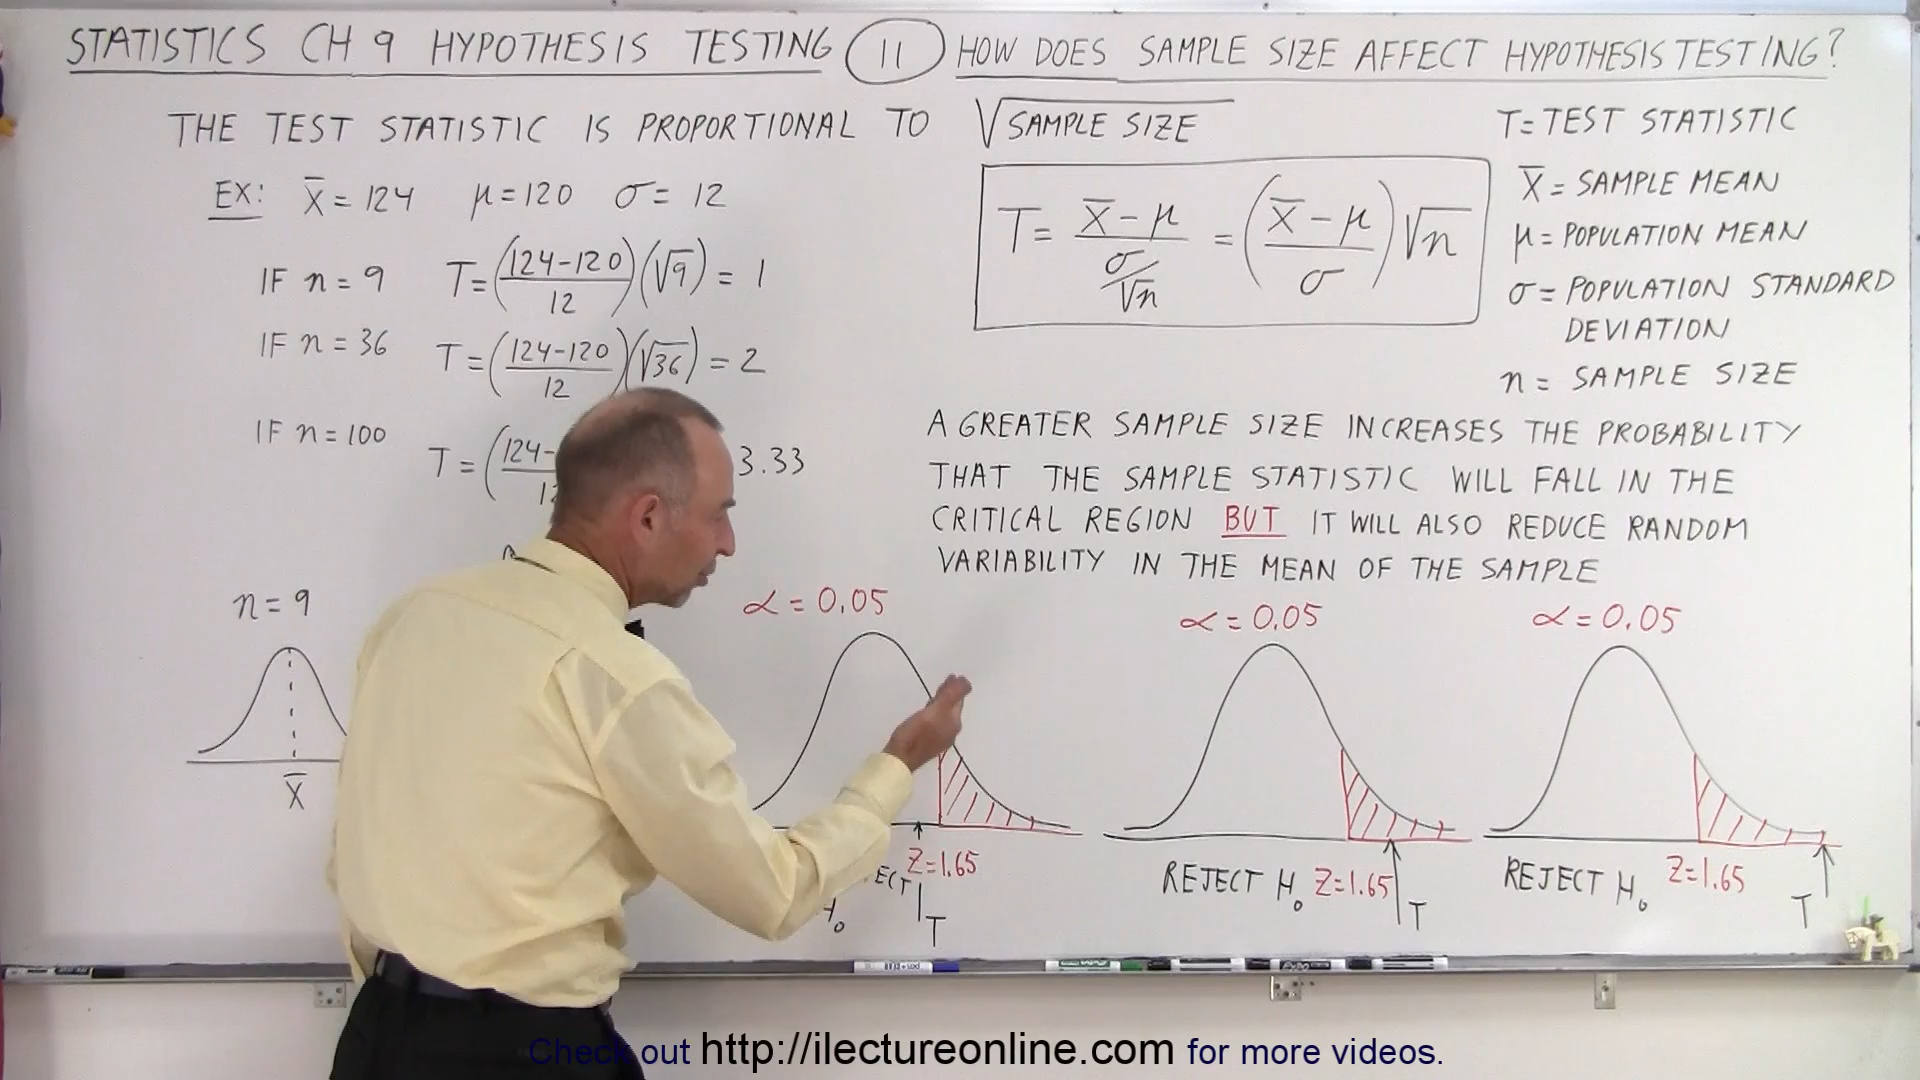 STATISTICS CH 9 HYPOTHESIS TESTING 11 HOW DOES SAMPLE SIZE AFFECT HYPOTHESIS TESTING?
THE TEST STATISTIC IS PROPORTIONAL TO √SAMPLE SIZE
EX: X̄ = 124 μ = 120 σ = 12
IF n = 9 T = ((124-120)/12)(√9) = 1
IF n = 36 T = ((124-120)/12)(√36) = 2
IF n = 100 T = (124- 3.33
T = (X̄ - μ)/(σ/√n) = ((X̄ - μ)/σ)√n
T = TEST STATISTIC
X̄ = SAMPLE MEAN
μ = POPULATION MEAN
σ = POPULATION STANDARD
DEVIATION
n = SAMPLE SIZE
A GREATER SAMPLE SIZE INCREASES THE PROBABILITY
THAT THE SAMPLE STATISTIC WILL FALL IN THE
CRITICAL REGION BUT IT WILL ALSO REDUCE RANDOM
VARIABILITY IN THE MEAN OF THE SAMPLE
n = 9
X̄
α = 0.05
Z=1.65
ECT
H₀
T
α = 0.05
REJECT H₀ Z=1.65
T
α = 0.05
REJECT H₀ Z=1.65
T
Check out http://ilectureonline.com for more videos.